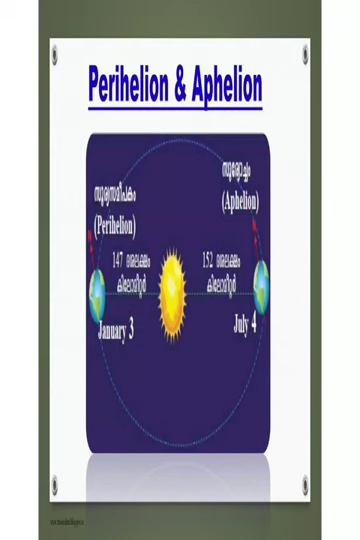 Perihelion & Aphelion
സൂര്യസമീപകം
(Perihelion)
സൂര്യോച്ചം
(Aphelion)
147 ദശലക്ഷം
കിലോമീറ്റർ
152 ദശലക്ഷം
കിലോമീറ്റർ
January 3
July 4